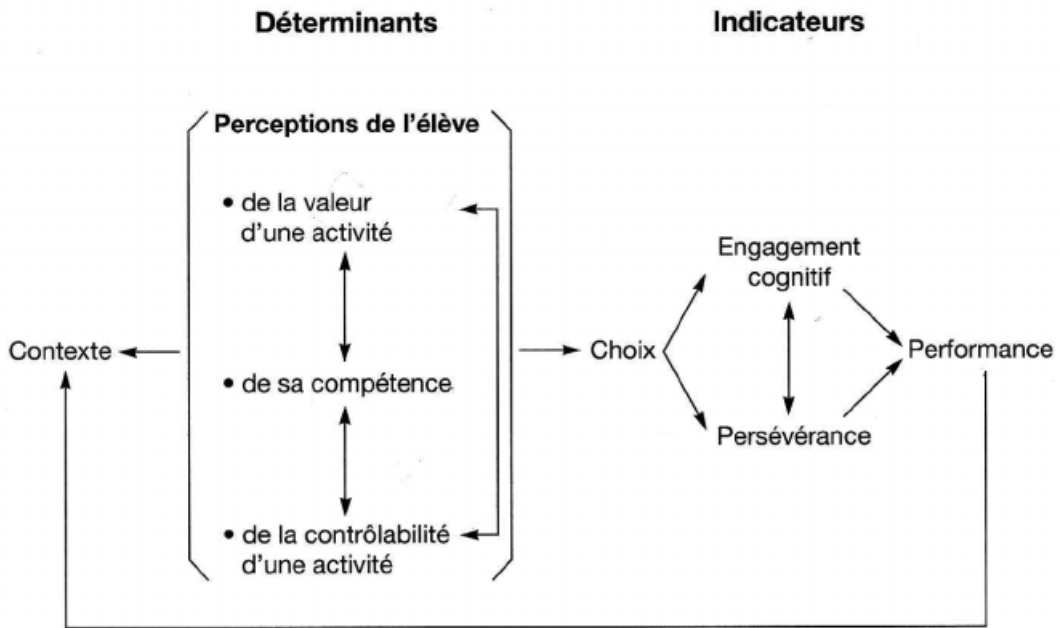 Déterminants
Indicateurs
Perceptions de l'élève
• de la valeur
d'une activité
Engagement
cognitif
Contexte
Choix
Performance
• de sa compétence
Persévérance
• de la contrôlabilité
d'une activité